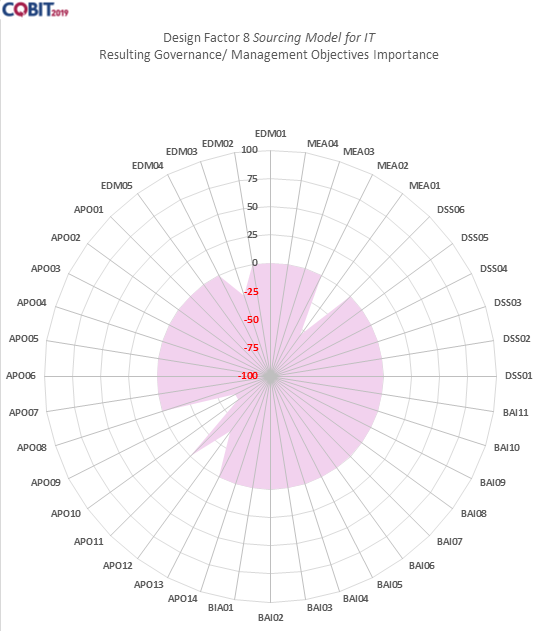 COBIT 2019
Design Factor 8 Sourcing Model for IT
Resulting Governance/ Management Objectives Importance
EDM01
EDM02
MEA04
EDM03
MEA03
100
EDM04
MEA02
75
EDM05
MEA01
50
APO01
DSS06
25
APO02
DSS05
0
APO03
DSS04
-25
APO04
DSS03
-50
APO05
DSS02
-75
APO06
-100
DSS01
APO07
BAI11
APO08
BAI10
APO09
BAI09
APO10
BAI08
APO11
BAI07
APO12
BAI06
APO13
BAI05
APO14
BAI04
BIA01
BAI03
BAI02